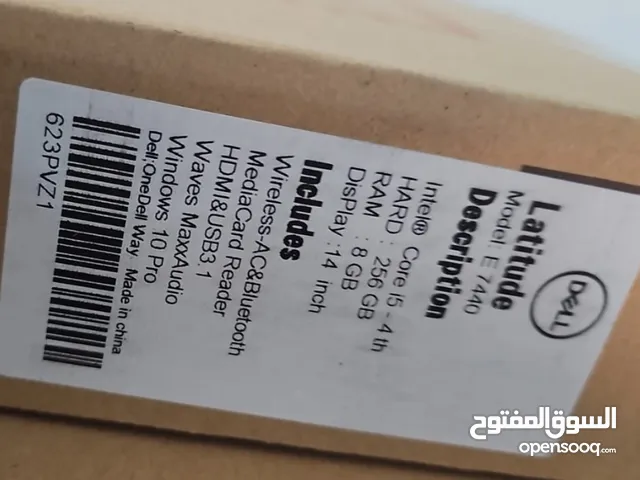 DELL
Latitude
Model: E 7440
Description
Intel® Core i5 - 4 th
HARD : 256 GB
RAM : 8 GB
DisPlay : 14 inch
Includes
Wireless-AC&Bluetooth
MediaCard Reader
HDMI&USB3.1
Waves MaxxAudio
Windows 10 Pro
Dell;OneDell Way. Made in china
623PVZ1
السوق المفتوح
opensooq.com